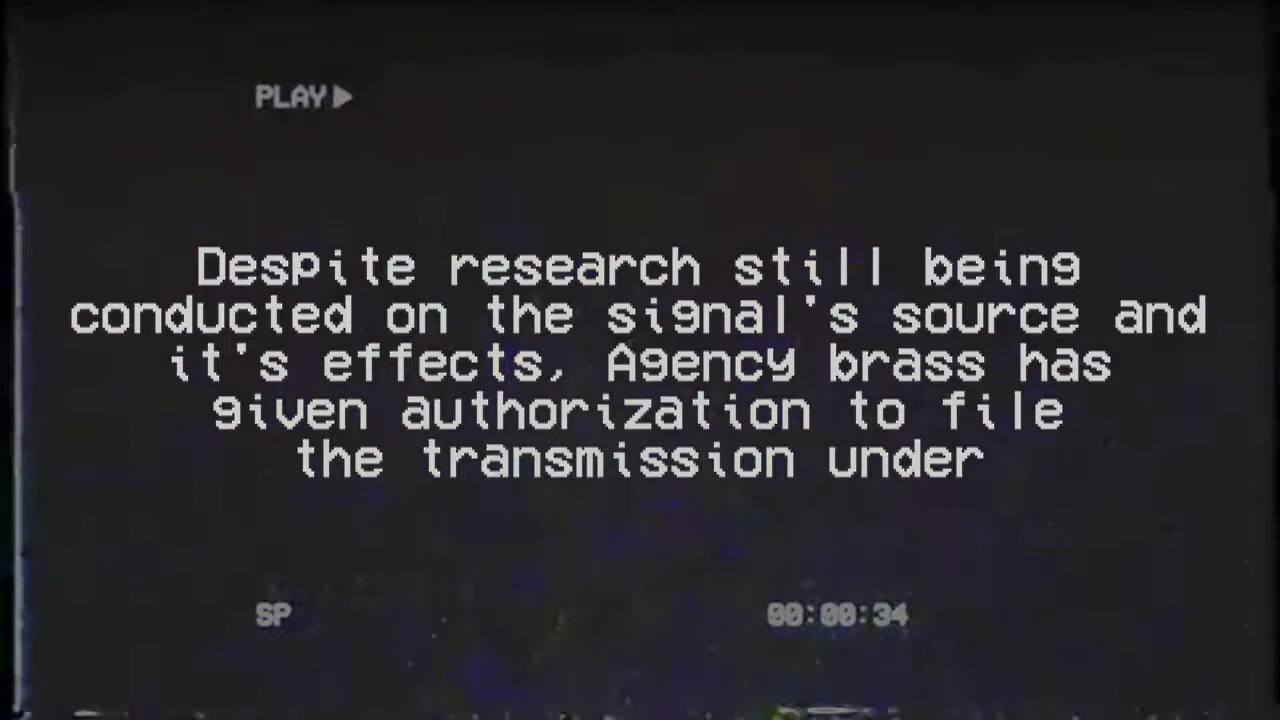 PLAY▶
Despite research still being
conducted on the signal's source and
it's effects, Agency brass has
given authorization to file
the transmission under
SP
00:00:34